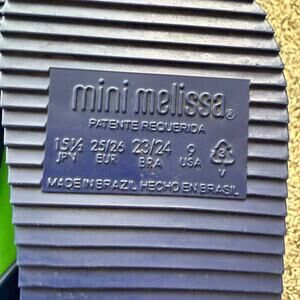 mini melissa®
PATENTE REQUERIDA
15½ 25/26 23/24 9
JPN EUR BRA USA V
MADE IN BRAZIL HECHO EN BRASIL